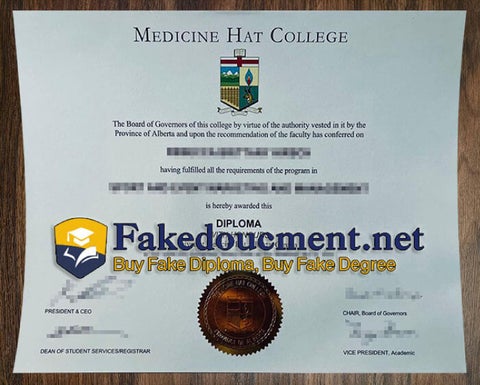 MEDICINE HAT COLLEGE
The Board of Governors of this college by virtue of the authority vested in it by the
Province of Alberta and upon the recommendation of the faculty has conferred on
having fulfilled all the requirements of the program in
is hereby awarded this
DIPLOMA
Fakedoucment.net
Buy Fake Diploma, Buy Fake Degree
PRESIDENT & CEO
CHAIR, Board of Governors
DEAN OF STUDENT SERVICES/REGISTRAR
VICE PRESIDENT, Academic